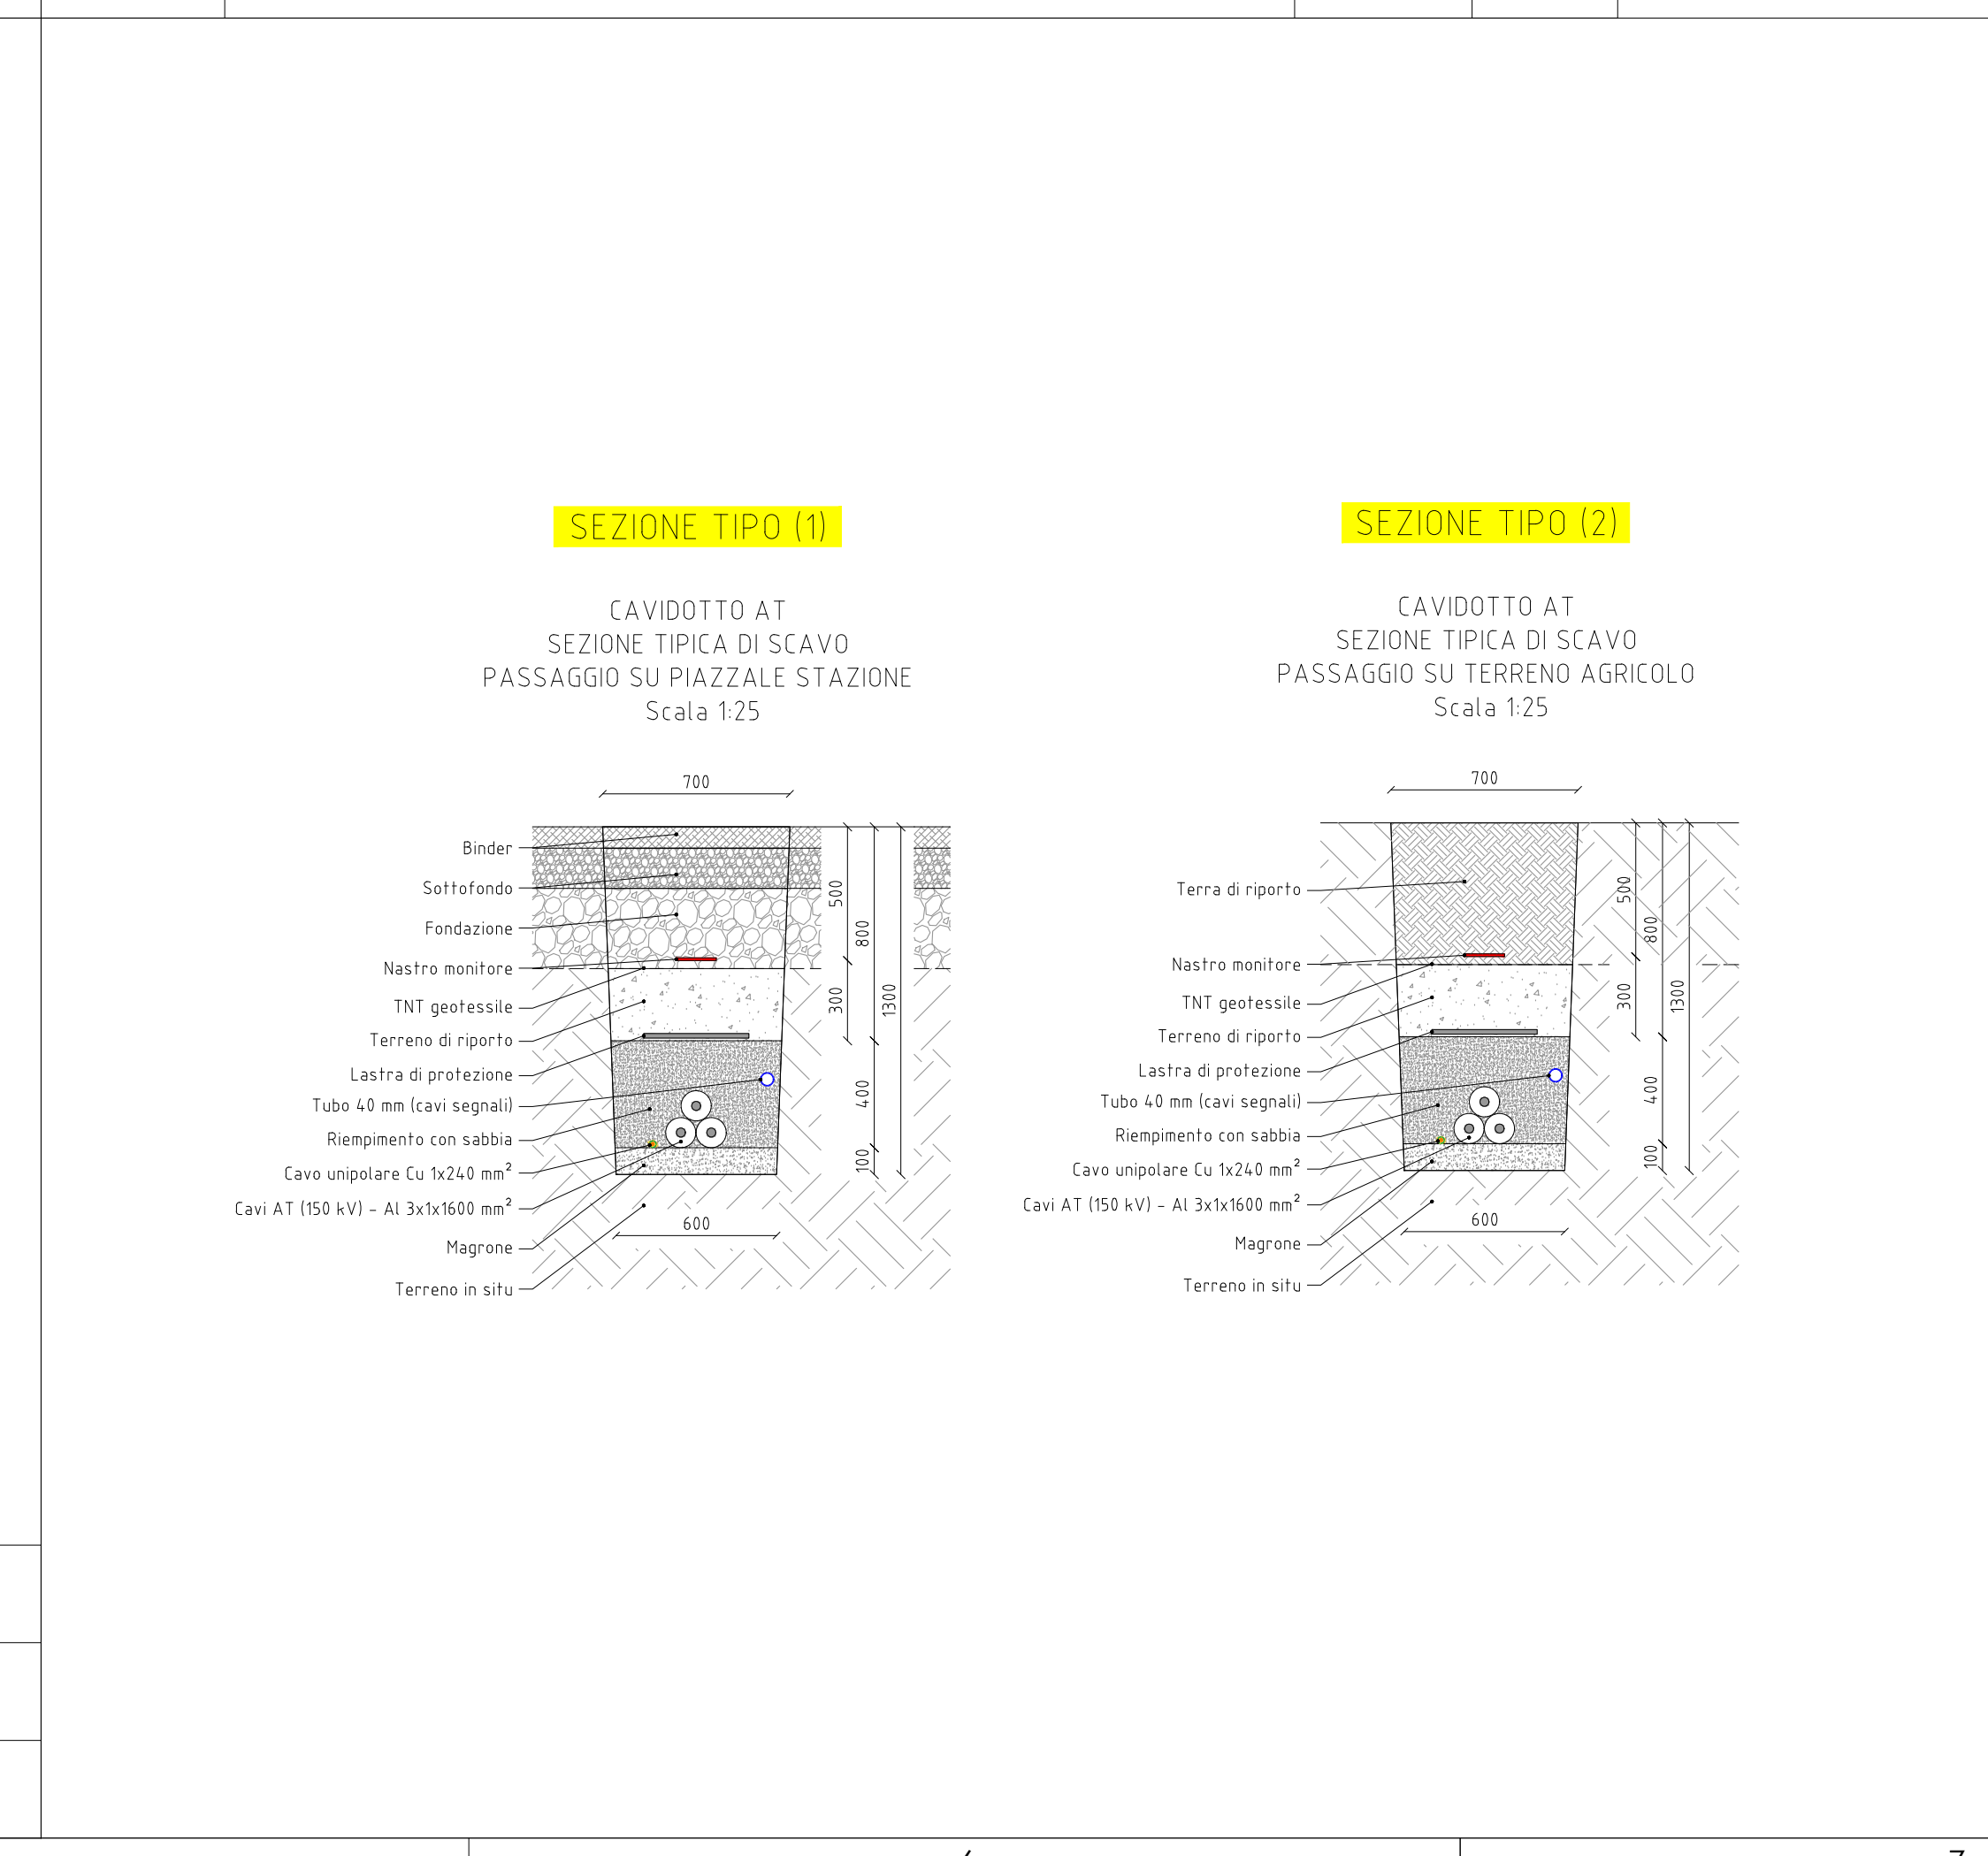 SEZIONE TIPO (1)
CAVIDOTTO AT
SEZIONE TIPICA DI SCAVO
PASSAGGIO SU PIAZZALE STAZIONE
Scala 1:25
700
Binder
Sottofondo
Fondazione
Nastro monitore
TNT geotessile
Terreno di riporto
Lastra di protezione
Tubo 40 mm (cavi segnali)
Riempimento con sabbia
Cavo unipolare Cu 1x240 mm²
Cavi AT (150 kV) - Al 3x1x1600 mm²
Magrone
Terreno in situ
500
800
300
1300
400
100
600
SEZIONE TIPO (2)
CAVIDOTTO AT
SEZIONE TIPICA DI SCAVO
PASSAGGIO SU TERRENO AGRICOLO
Scala 1:25
700
Terra di riporto
Nastro monitore
TNT geotessile
Terreno di riporto
Lastra di protezione
Tubo 40 mm (cavi segnali)
Riempimento con sabbia
Cavo unipolare Cu 1x240 mm²
Cavi AT (150 kV) - Al 3x1x1600 mm²
Magrone
Terreno in situ
500
800
300
1300
400
100
600